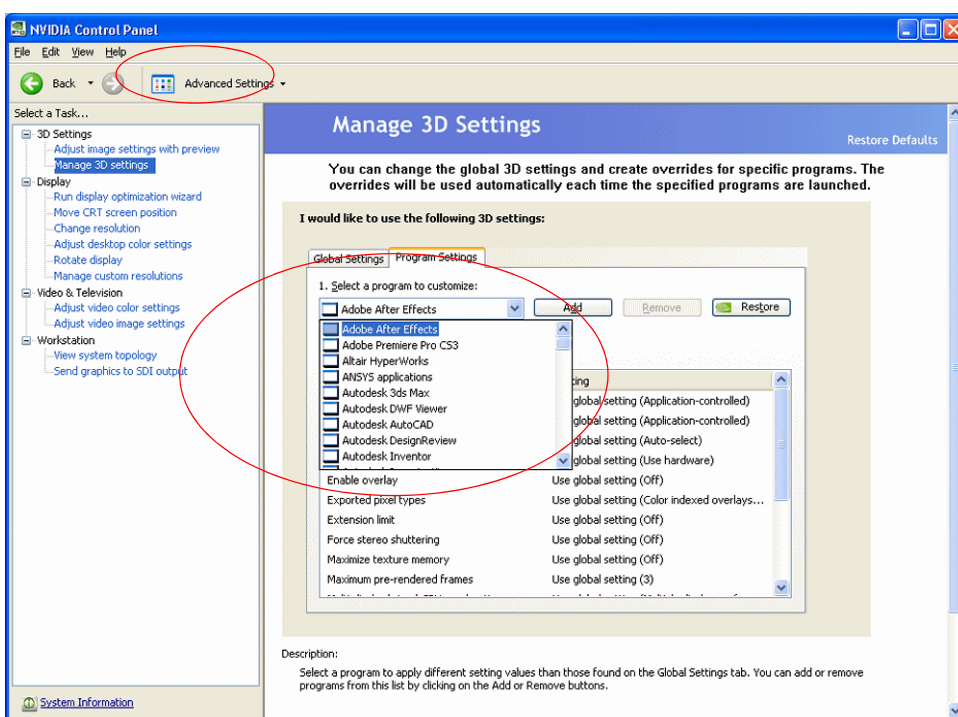 NVIDIA Control Panel
File Edit View Help
Back
Advanced Settings
Select a Task...
3D Settings
Adjust image settings with preview
Manage 3D settings
Display
Run display optimization wizard
Move CRT screen position
Change resolution
Adjust desktop color settings
Rotate display
Manage custom resolutions
Video & Television
Adjust video color settings
Adjust video image settings
Workstation
View system topology
Send graphics to SDI output
System Information
Manage 3D Settings
Restore Defaults
You can change the global 3D settings and create overrides for specific programs. The
overrides will be used automatically each time the specified programs are launched.
I would like to use the following 3D settings:
Global Settings Program Settings
1. Select a program to customize:
Adobe After Effects
Add Remove Restore
Adobe After Effects
Adobe Premiere Pro CS3
Altair HyperWorks
ANSYS applications
Autodesk 3ds Max
Autodesk DWF Viewer
Autodesk AutoCAD
Autodesk DesignReview
Autodesk Inventor
global setting (Application-controlled)
global setting (Application-controlled)
global setting (Auto-select)
global setting (Use hardware)
Enable overlay Use global setting (Off)
Exported pixel types Use global setting (Color indexed overlays...
Extension limit Use global setting (Off)
Force stereo shuttering Use global setting (Off)
Maximize texture memory Use global setting (Off)
Maximum pre-rendered frames Use global setting (3)
Description:
Select a program to apply different setting values than those found on the Global Settings tab. You can add or remove
programs from this list by clicking on the Add or Remove buttons.